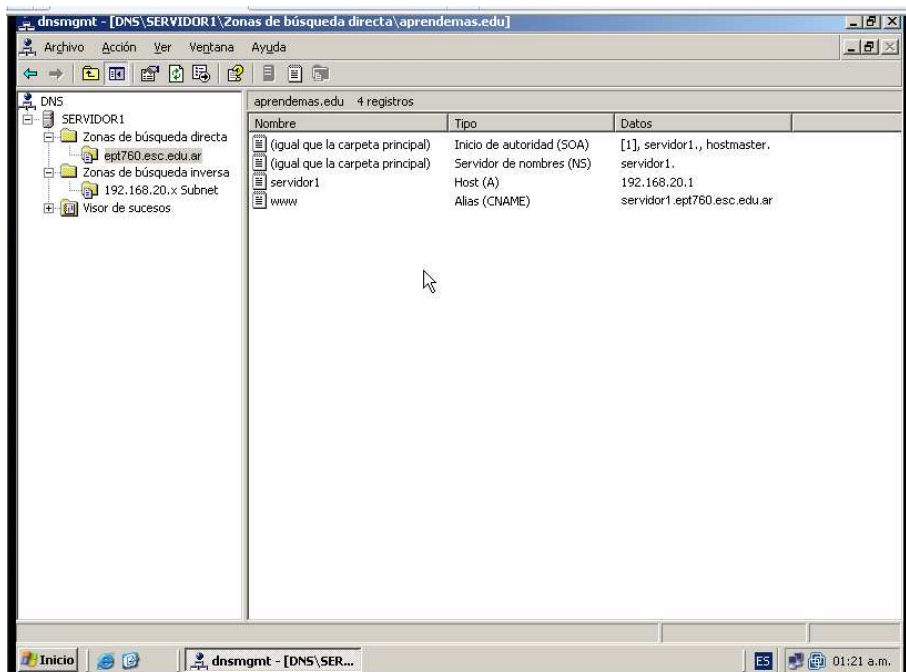 dnsmgmt - [DNS\SERVIDOR1\Zonas de búsqueda directa\aprendemas.edu]
Archivo Acción Ver Ventana Ayuda
DNS
SERVIDOR1
Zonas de búsqueda directa
ept760.esc.edu.ar
Zonas de búsqueda inversa
192.168.20.x Subnet
Visor de sucesos
aprendemas.edu 4 registros
Nombre Tipo Datos
(igual que la carpeta principal) Inicio de autoridad (SOA) [1], servidor1., hostmaster.
(igual que la carpeta principal) Servidor de nombres (NS) servidor1.
servidor1 Host (A) 192.168.20.1
www Alias (CNAME) servidor1.ept760.esc.edu.ar
Inicio dnsmgmt - [DNS\SER... ES 01:21 a.m.